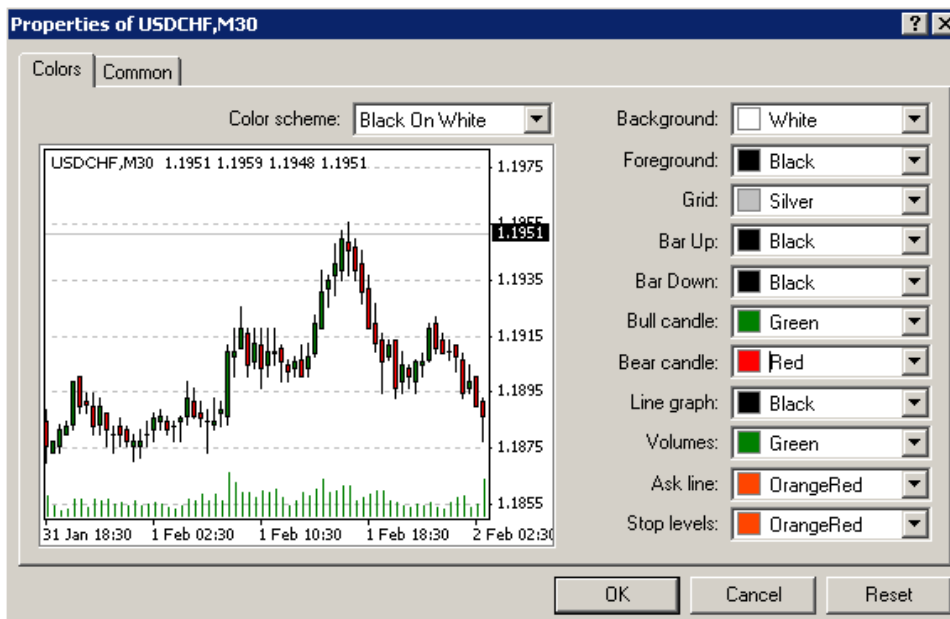 Properties of USDCHF,M30
Colors Common
Color scheme: Black On White
USDCHF,M30 1.1951 1.1959 1.1948 1.1951
1.1975
1.1955
1.1951
1.1935
1.1915
1.1895
1.1875
1.1855
31 Jan 18:30 1 Feb 02:30 1 Feb 10:30 1 Feb 18:30 2 Feb 02:30
Background: White
Foreground: Black
Grid: Silver
Bar Up: Black
Bar Down: Black
Bull candle: Green
Bear candle: Red
Line graph: Black
Volumes: Green
Ask line: OrangeRed
Stop levels: OrangeRed
OK Cancel Reset